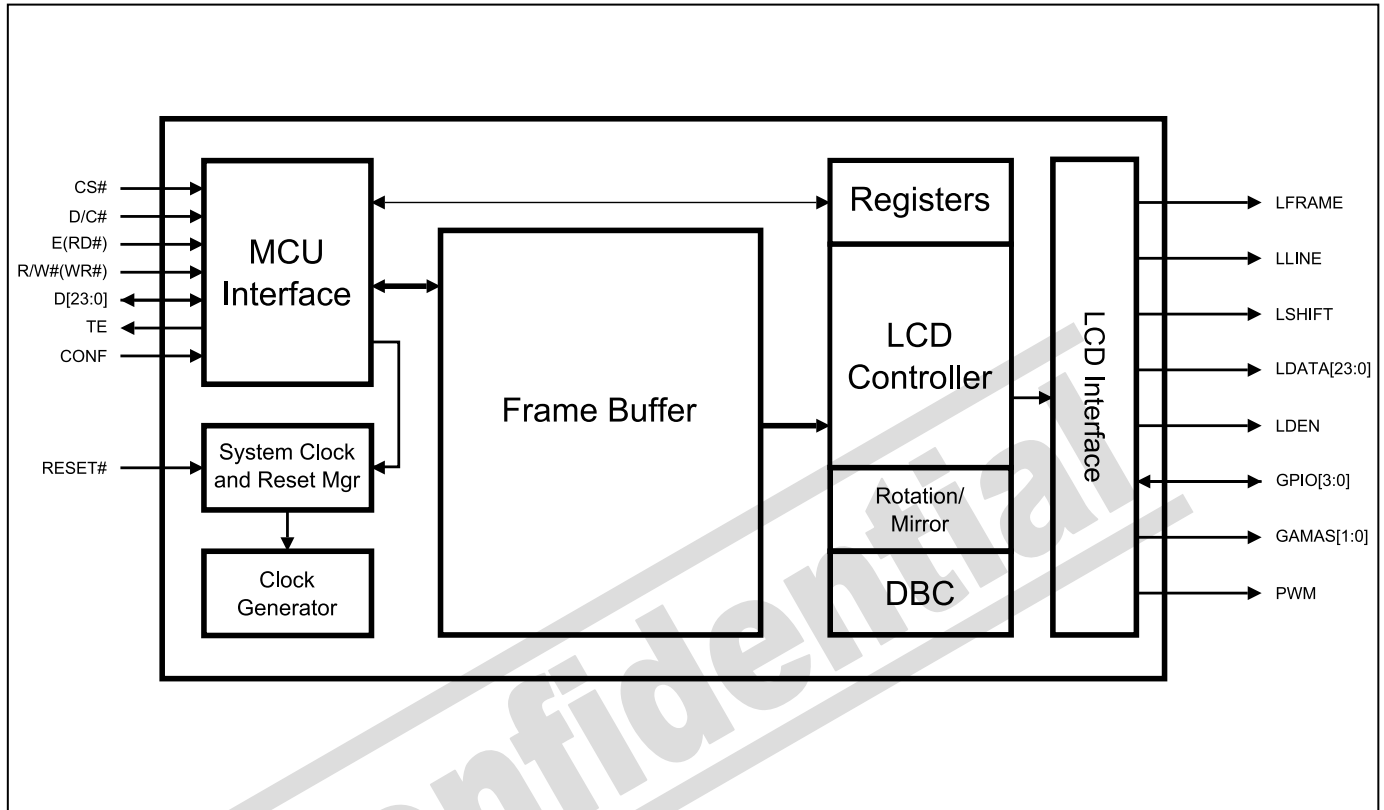 CS#
D/C#
E(RD#)
R/W#(WR#)
D[23:0]
TE
CONF
RESET#
MCU
Interface
System Clock
and Reset Mgr
Clock
Generator
Frame Buffer
Registers
LCD
Controller
Rotation/
Mirror
DBC
LCD Interface
LFRAME
LLINE
LSHIFT
LDATA[23:0]
LDEN
GPIO[3:0]
GAMAS[1:0]
PWM
onfidential